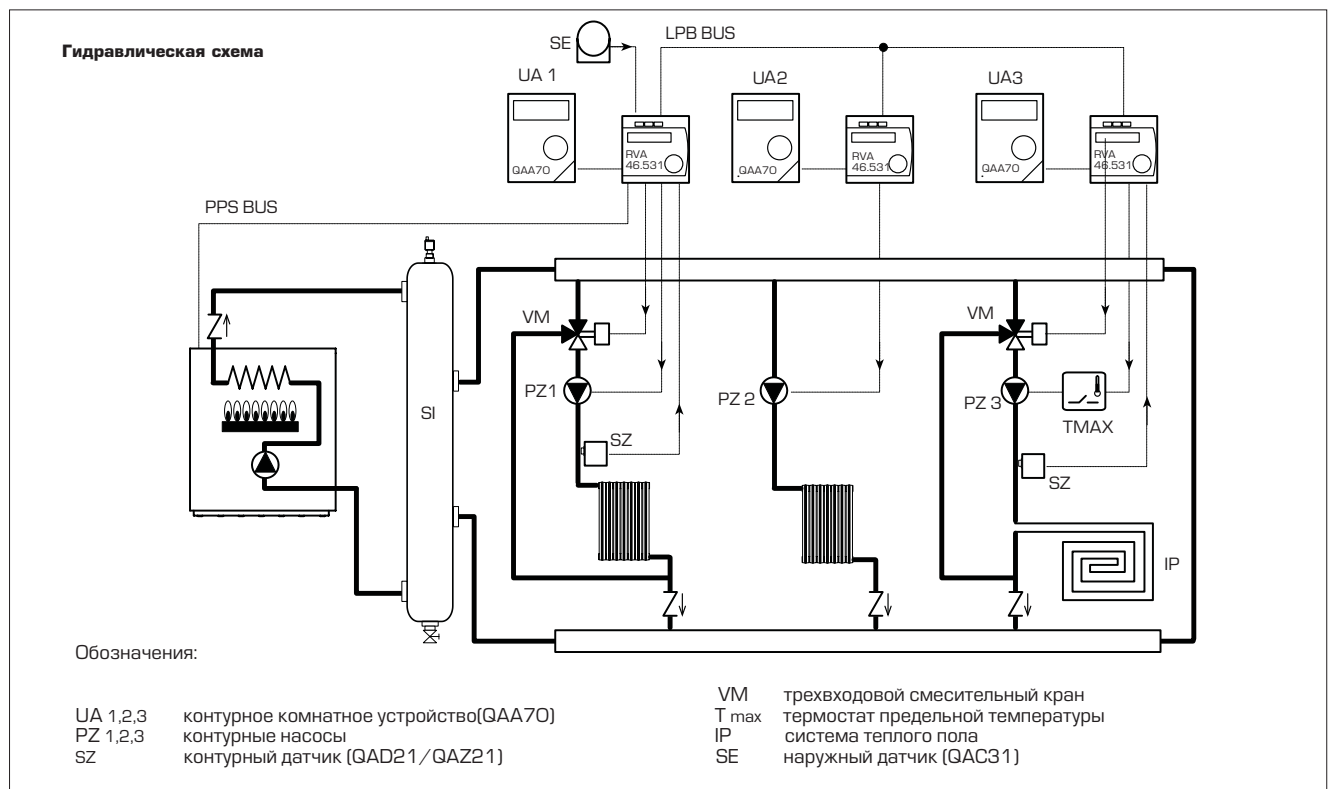 Гидравлическая схема
SE
LPB BUS
UA 1
UA2
UA3
RVA
46.531
QAA70
RVA
46.531
QAA70
RVA
46.531
QAA70
PPS BUS
VM
VM
PZ1
PZ 2
PZ 3
TMAX
SI
SZ
SZ
IP
Обозначения:
UA 1,2,3 контурное комнатное устройство(QAA70)
PZ 1,2,3 контурные насосы
SZ контурный датчик (QAD21/QAZ21)
VM трехвходовой смесительный кран
T max термостат предельной температуры
IP система теплого пола
SE наружный датчик (QAC31)